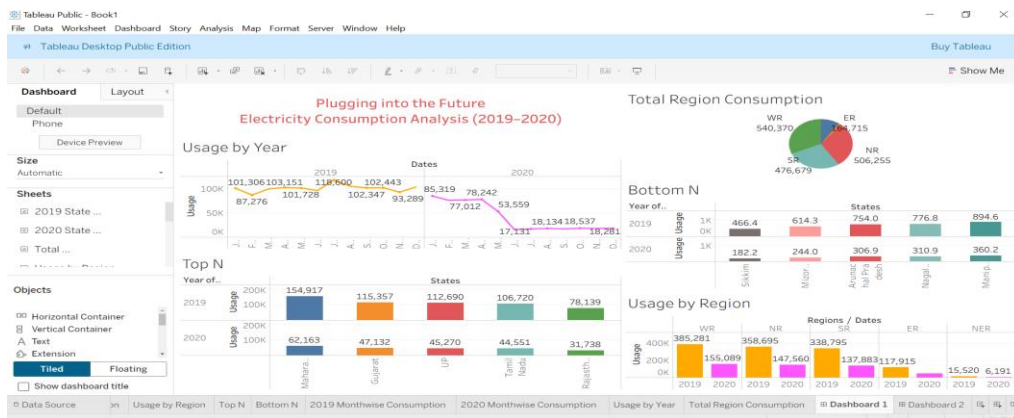 Tableau Public - Book1
File Data Worksheet Dashboard Story Analysis Map Format Server Window Help
Tableau Desktop Public Edition
Buy Tableau
Show Me
Dashboard Layout
Default
Phone
Device Preview
Size
Automatic
Sheets
2019 State ...
2020 State ...
Total ...
Objects
Horizontal Container
Vertical Container
A Text
Extension
Tiled Floating
Show dashboard title
Plugging into the Future
Electricity Consumption Analysis (2019-2020)
Usage by Year
Dates
2019 2020
Usage
100K
50K
0K
101,306 103,151 118,600 102,443
87,276 101,728 102,347 93,289
85,319 78,242
77,012 53,559
17,131 18,134 18,537 18,281
J.. F.. M.. A.. M.. J.. J.. A.. S.. O.. N.. D..
J.. F.. M.. A.. M.. J.. J.. A.. S.. O.. N.. D..
Top N
Year of..
States
2019
Usage
200K
100K
154,917 115,357 112,690 106,720 78,139
2020
Usage
200K
100K
62,163 47,132 45,270 44,551 31,738
Mahara..
Gujarat
UP
Tamil Nadu
Rajasth..
Total Region Consumption
WR
540,370
ER
164,715
NR
506,255
SR
476,679
Bottom N
Year of..
States
2019
Usage
1K
0K
466.4 614.3 754.0 776.8 894.6
2020
Usage
1K
182.2 244.0 306.9 310.9 360.2
Sikkim
Mizor..
Arunachal Pradesh
Nagal..
Manip..
Usage by Region
Regions / Dates
WR NR SR ER NER
Usage
400K
200K
0K
385,281 155,089 358,695 147,560 338,795 137,883 117,915 15,520 6,191
2019 2020 2019 2020 2019 2020 2019 2020 2019 2020
Data Source on Usage by Region Top N Bottom N 2019 Monthwise Consumption 2020 Monthwise Consumption Usage by Year Total Region Consumption Dashboard 1 Dashboard 2